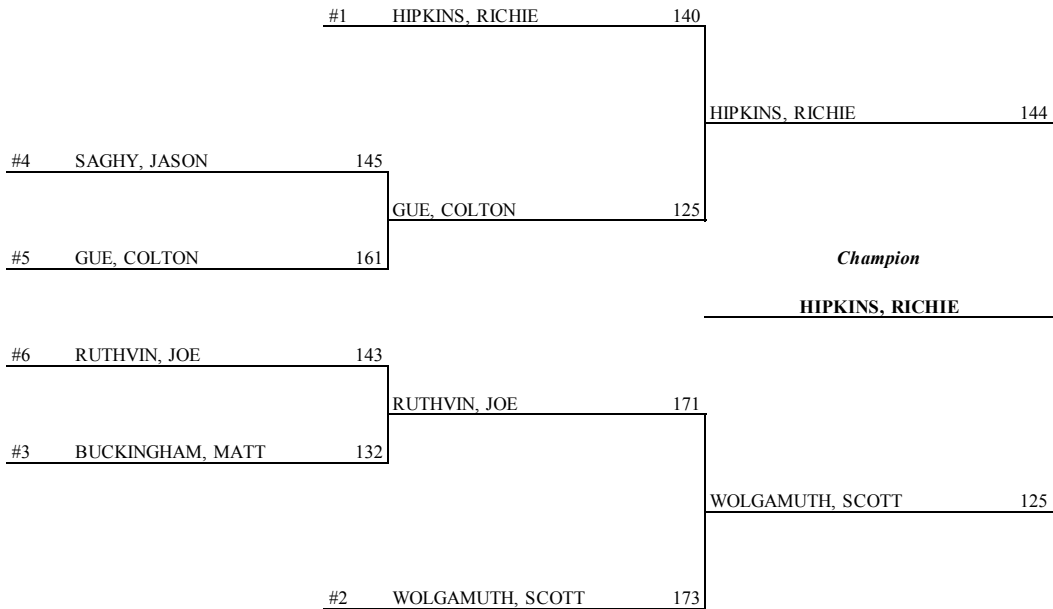 #1 HIPKINS, RICHIE 140
HIPKINS, RICHIE 144
#4 SAGHY, JASON 145
GUE, COLTON 125
#5 GUE, COLTON 161
Champion
HIPKINS, RICHIE
#6 RUTHVIN, JOE 143
RUTHVIN, JOE 171
#3 BUCKINGHAM, MATT 132
WOLGAMUTH, SCOTT 125
#2 WOLGAMUTH, SCOTT 173